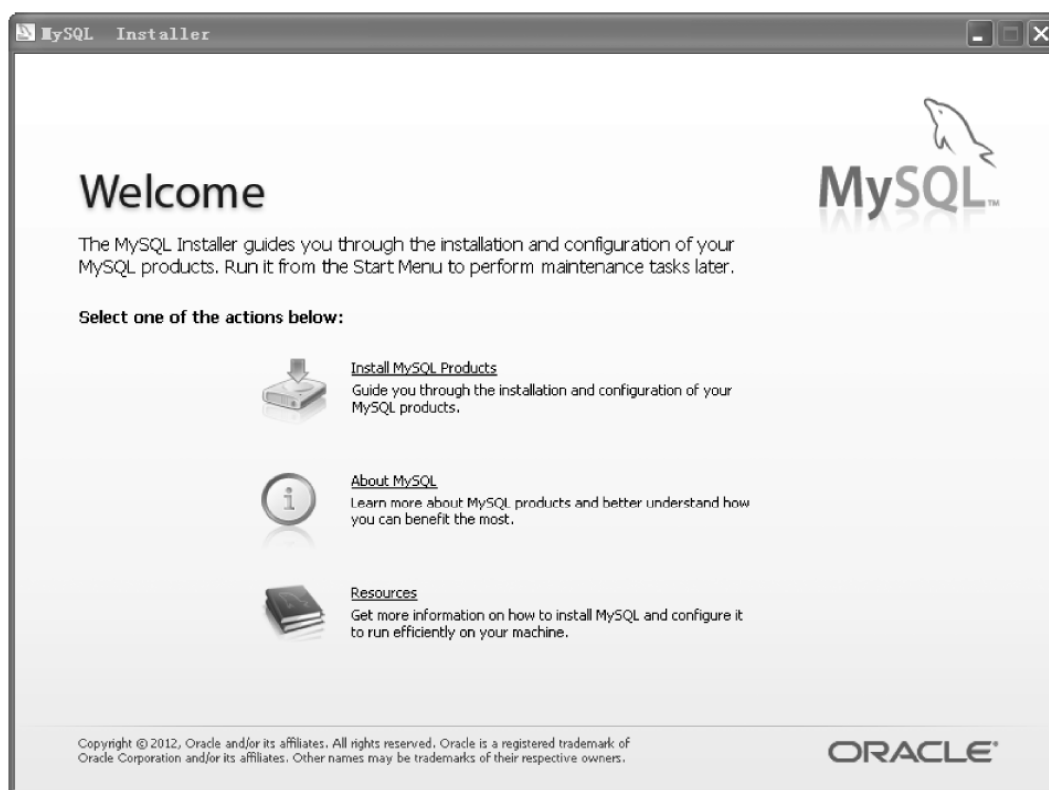 MySQL Installer
MySQL™
Welcome
The MySQL Installer guides you through the installation and configuration of your
MySQL products. Run it from the Start Menu to perform maintenance tasks later.
Select one of the actions below:
Install MySQL Products
Guide you through the installation and configuration of your
MySQL products.
About MySQL
Learn more about MySQL products and better understand how
you can benefit the most.
Resources
Get more information on how to install MySQL and configure it
to run efficiently on your machine.
Copyright © 2012, Oracle and/or its affiliates. All rights reserved. Oracle is a registered trademark of
Oracle Corporation and/or its affiliates. Other names may be trademarks of their respective owners.
ORACLE®